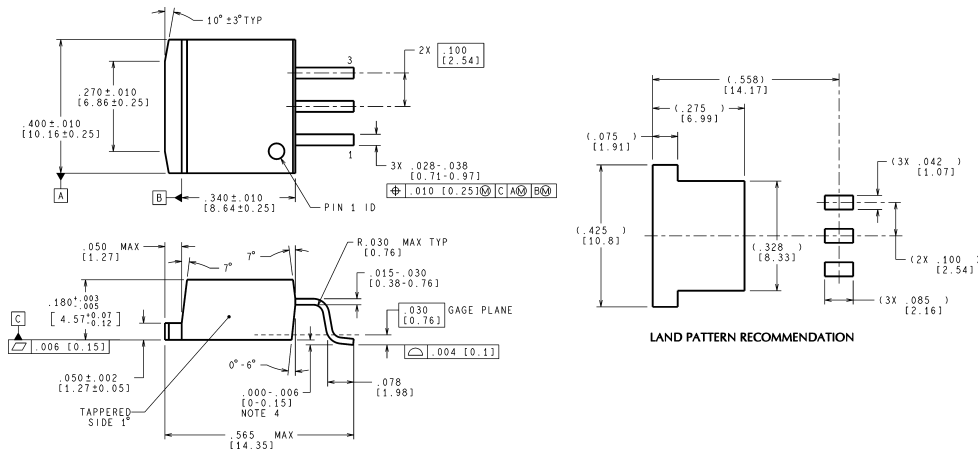 10° ±3° TYP
2X .100
[2.54]
3
.270±.010
[6.86±0.25]
.400±.010
[10.16±0.25]
1
3X .028-.038
[0.71-0.97]
⌖ .010 [0.25]Ⓜ C AⓂ BⓂ
A
B
.340±.010
[8.64±0.25]
PIN 1 ID
.050 MAX
[1.27]
7°
7°
R.030 MAX TYP
[0.76]
.015-.030
[0.38-0.76]
.180+.003
-.005
[ 4.57+0.07
-0.12 ]
.030
[0.76]
GAGE PLANE
C
⏥ .006 [0.15]
⌓ .004 [0.1]
0°-6°
.050±.002
[1.27±0.05]
.000-.006
[0-0.15]
NOTE 4
.078
[1.98]
TAPPERED
SIDE 1°
.565 MAX
[14.35]
(.558 )
[14.17]
(.275 )
[6.99]
(.075 )
[1.91]
(3X .042 )
[1.07]
(.425 )
[10.8]
(.328 )
[8.33]
(2X .100 )
[2.54]
(3X .085 )
[2.16]
LAND PATTERN RECOMMENDATION